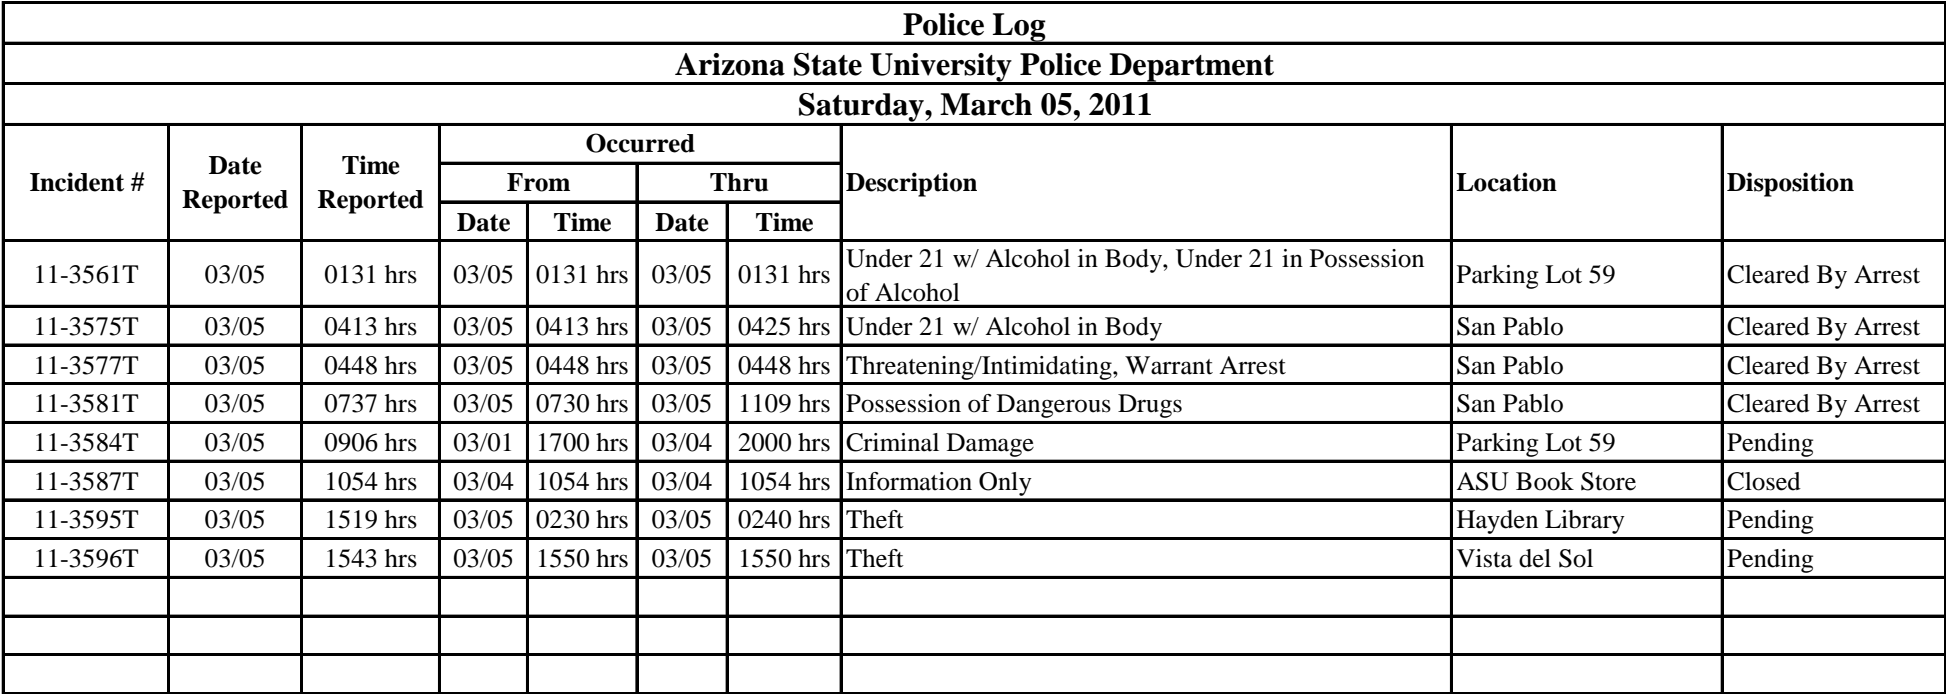 Police Log
Arizona State University Police Department
Saturday, March 05, 2011
Incident # Date Reported Time Reported Occurred Description Location Disposition
From Thru
Date Time Date Time
11-3561T 03/05 0131 hrs 03/05 0131 hrs 03/05 0131 hrs Under 21 w/ Alcohol in Body, Under 21 in Possession of Alcohol Parking Lot 59 Cleared By Arrest
11-3575T 03/05 0413 hrs 03/05 0413 hrs 03/05 0425 hrs Under 21 w/ Alcohol in Body San Pablo Cleared By Arrest
11-3577T 03/05 0448 hrs 03/05 0448 hrs 03/05 0448 hrs Threatening/Intimidating, Warrant Arrest San Pablo Cleared By Arrest
11-3581T 03/05 0737 hrs 03/05 0730 hrs 03/05 1109 hrs Possession of Dangerous Drugs San Pablo Cleared By Arrest
11-3584T 03/05 0906 hrs 03/01 1700 hrs 03/04 2000 hrs Criminal Damage Parking Lot 59 Pending
11-3587T 03/05 1054 hrs 03/04 1054 hrs 03/04 1054 hrs Information Only ASU Book Store Closed
11-3595T 03/05 1519 hrs 03/05 0230 hrs 03/05 0240 hrs Theft Hayden Library Pending
11-3596T 03/05 1543 hrs 03/05 1550 hrs 03/05 1550 hrs Theft Vista del Sol Pending